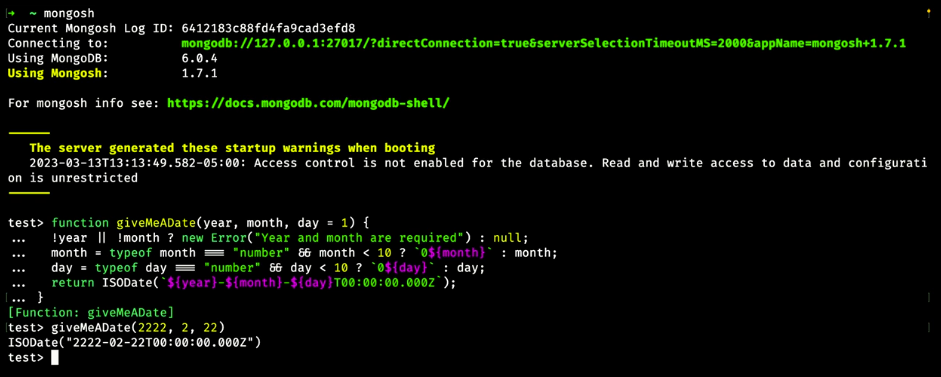 → ~ mongosh
Current Mongosh Log ID: 6412183c88fd4fa9cad3efd8
Connecting to: mongodb://127.0.0.1:27017/?directConnection=true&serverSelectionTimeoutMS=2000&appName=mongosh+1.7.1
Using MongoDB: 6.0.4
Using Mongosh: 1.7.1
For mongosh info see: https://docs.mongodb.com/mongodb-shell/
------
The server generated these startup warnings when booting
2023-03-13T13:13:49.582-05:00: Access control is not enabled for the database. Read and write access to data and configurati
on is unrestricted
------
test> function giveMeADate(year, month, day = 1) {
... !year || !month ? new Error("Year and month are required") : null;
... month = typeof month === "number" && month < 10 ? `0${month}` : month;
... day = typeof day === "number" && day < 10 ? `0${day}` : day;
... return ISODate(`${year}-${month}-${day}T00:00:00.000Z`);
... }
[Function: giveMeADate]
test> giveMeADate(2222, 2, 22)
ISODate("2222-02-22T00:00:00.000Z")
test>